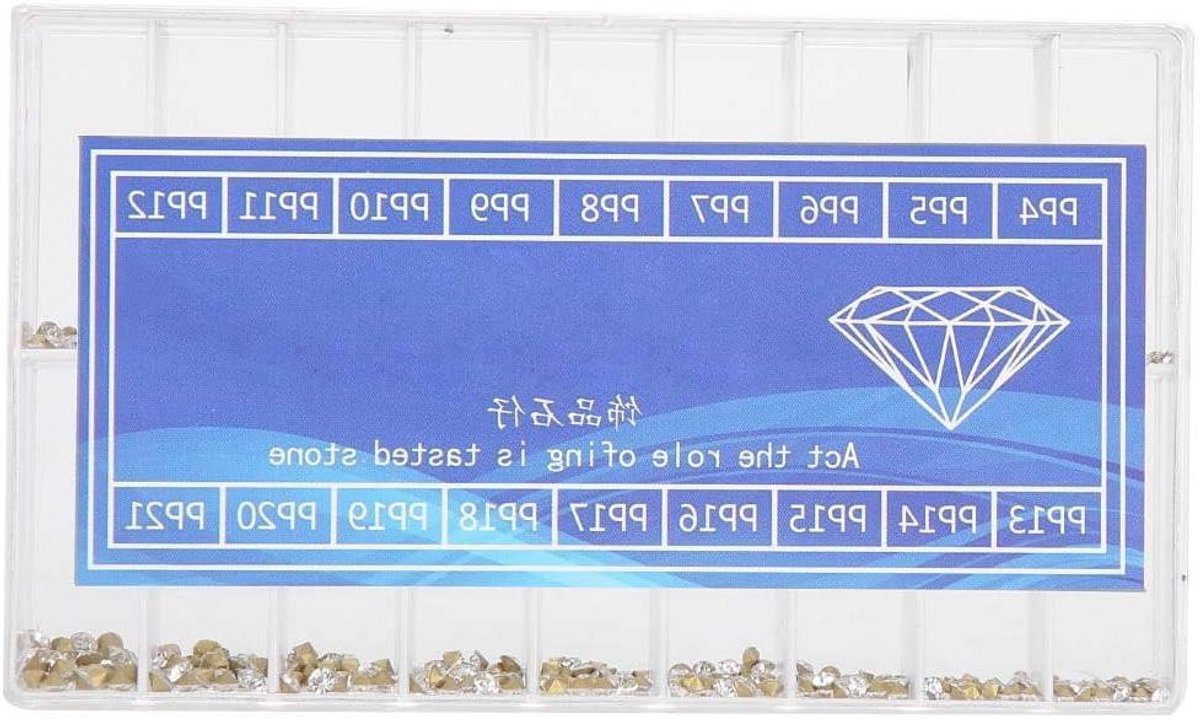 PP4 PP5 PP6 PP7 PP8 PP9 PP10 PP11 PP12
饰品石仔
Act the role ofing is tasted stone
PP13 PP14 PP15 PP16 PP17 PP18 PP19 PP20 PP21